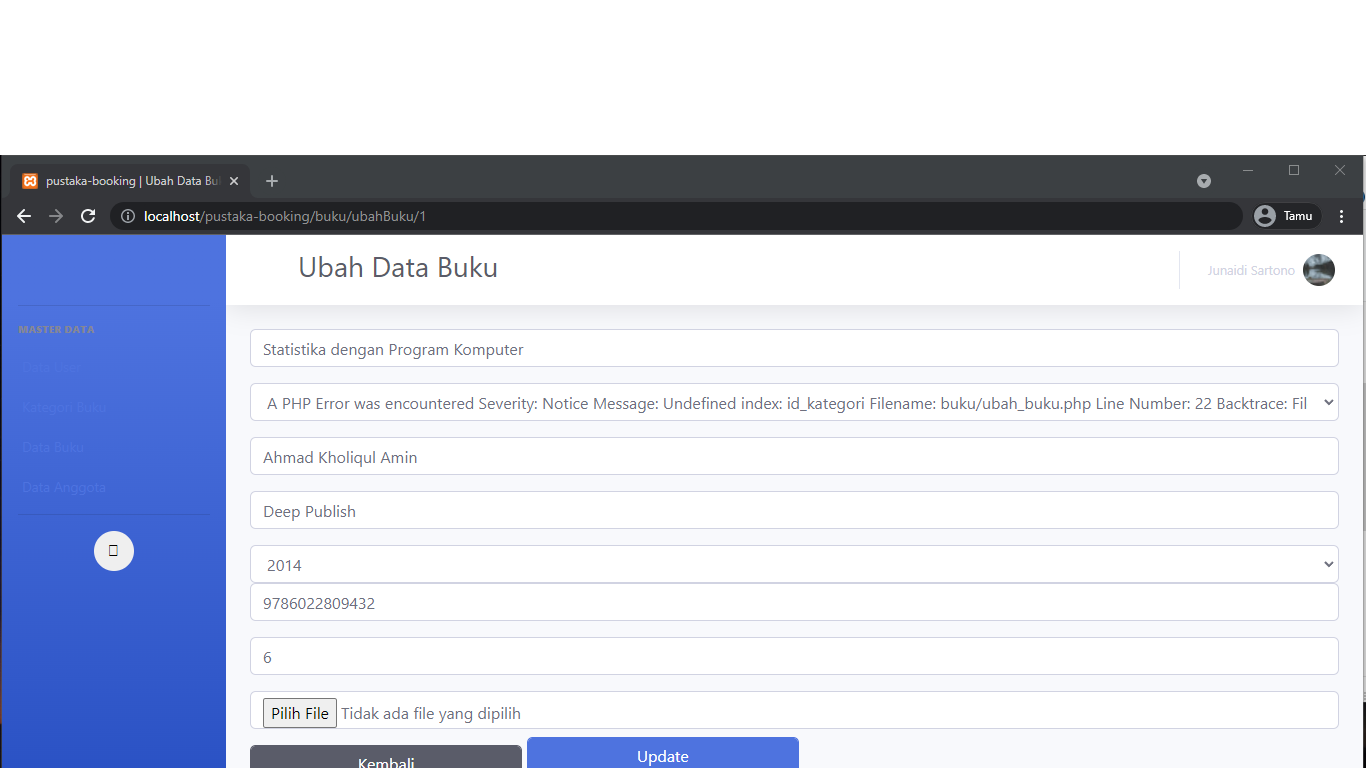 pustaka-booking | Ubah Data Bu
localhost/pustaka-booking/buku/ubahBuku/1
Tamu
Ubah Data Buku
Junaidi Sartono
MASTER DATA
Data User
Kategori Buku
Data Buku
Data Anggota
Statistika dengan Program Komputer
A PHP Error was encountered Severity: Notice Message: Undefined index: id_kategori Filename: buku/ubah_buku.php Line Number: 22 Backtrace: Fil
Ahmad Kholiqul Amin
Deep Publish
2014
9786022809432
6
Pilih File Tidak ada file yang dipilih
Kembali
Update